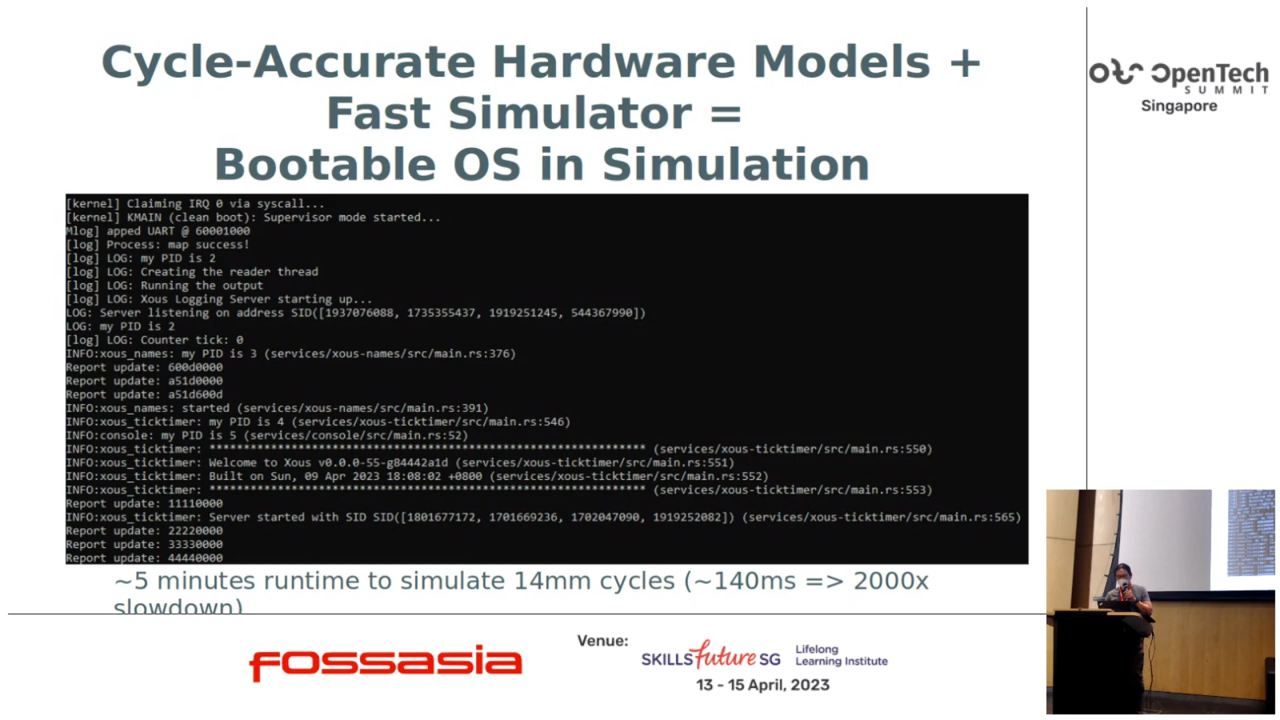 Cycle-Accurate Hardware Models +
Fast Simulator =
Bootable OS in Simulation
OpenTech
SUMMIT
Singapore
[kernel] Claiming IRQ 0 via syscall...
[kernel] KMAIN (clean boot): Supervisor mode started...
Mlog] apped UART @ 60001000
[log] Process: map success!
[log] LOG: my PID is 2
[log] LOG: Creating the reader thread
[log] LOG: Running the output
[log] LOG: Xous Logging Server starting up...
LOG: Server listening on address SID([1937076088, 1735355437, 1919251245, 544367990])
LOG: my PID is 2
[log] LOG: Counter tick: 0
INFO:xous_names: my PID is 3 (services/xous-names/src/main.rs:376)
Report update: 600d0000
Report update: a51d0000
Report update: a51d600d
INFO:xous_names: started (services/xous-names/src/main.rs:391)
INFO:xous_ticktimer: my PID is 4 (services/xous-ticktimer/src/main.rs:546)
INFO:console: my PID is 5 (services/console/src/main.rs:52)
INFO:xous_ticktimer: **************************************************************** (services/xous-ticktimer/src/main.rs:550)
INFO:xous_ticktimer: Welcome to Xous v0.0.0-55-g84442a1d (services/xous-ticktimer/src/main.rs:551)
INFO:xous_ticktimer: Built on Sun, 09 Apr 2023 18:08:02 +0800 (services/xous-ticktimer/src/main.rs:552)
INFO:xous_ticktimer: **************************************************************** (services/xous-ticktimer/src/main.rs:553)
Report update: 11110000
INFO:xous_ticktimer: Server started with SID SID([1801677172, 1701669236, 1702047090, 1919252082]) (services/xous-ticktimer/src/main.rs:565)
Report update: 22220000
Report update: 33330000
Report update: 44440000
~5 minutes runtime to simulate 14mm cycles (~140ms => 2000x
slowdown)
fossasia
Venue:
SKILLSfuture SG
Lifelong
Learning Institute
13 - 15 April, 2023